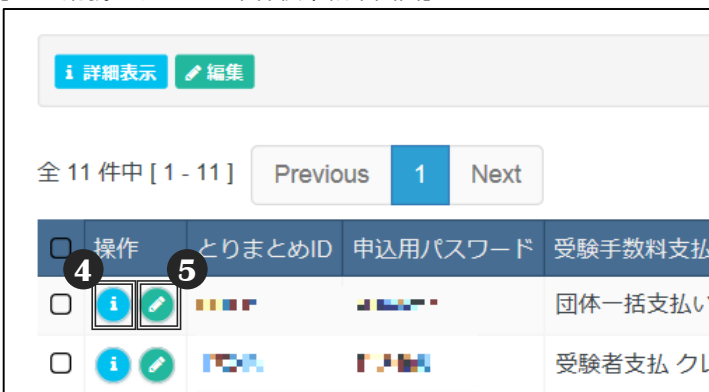 i 詳細表示 編集
全 11 件中 [ 1 - 11 ] Previous 1 Next
操作 とりまとめID 申込用パスワード 受験手数料支払
4 5
i 団体一括支払い
i 受験者支払 クレ